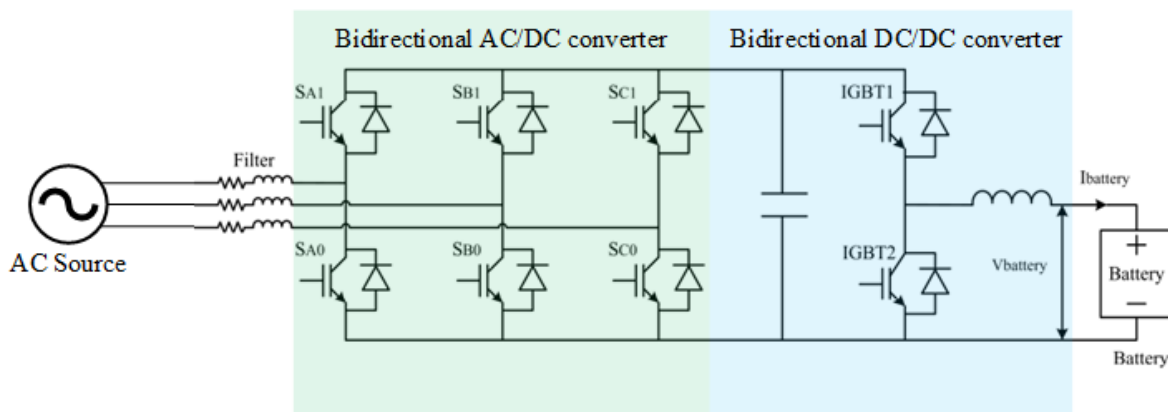 Bidirectional AC/DC converter
Bidirectional DC/DC converter
SA1
SB1
SC1
IGBT1
Filter
Ibattery
AC Source
SA0
SB0
SC0
IGBT2
Vbattery
+
Battery
−
Battery